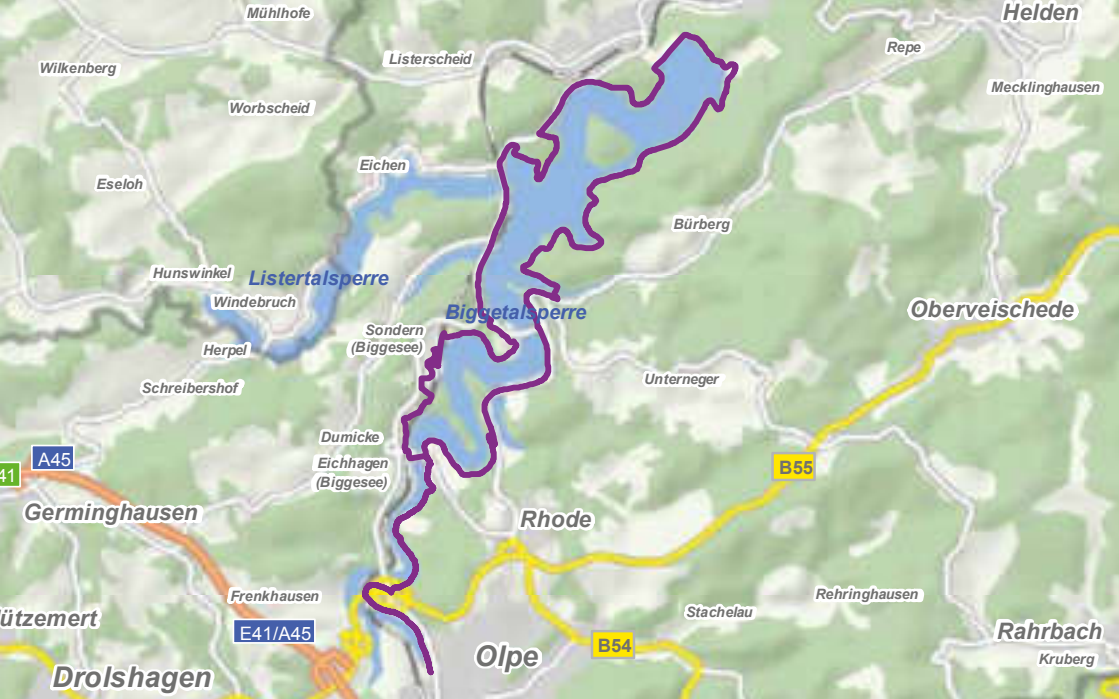 Mühlhofe
Helden
Repe
Listerscheid
Wilkenberg
Mecklinghausen
Worbscheid
Eichen
Eseloh
Bürberg
Hunswinkel
Listertalsperre
Windebruch
Biggetalsperre
Oberveischede
Sondern
(Biggesee)
Herpel
Unterneger
Schreibershof
Dumicke
A45
Eichhagen
(Biggesee)
B55
41
Germinghausen
Rhode
Frenkhausen
Rehringhausen
Stachelau
ützemert
E41/A45
Rahrbach
B54
Olpe
Kruberg
Drolshagen